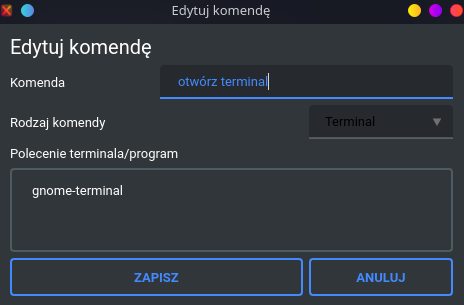 Edytuj komendę
Edytuj komendę
Komenda
otwórz terminal
Rodzaj komendy
Terminal
Polecenie terminala/program
gnome-terminal
ZAPISZ
ANULUJ